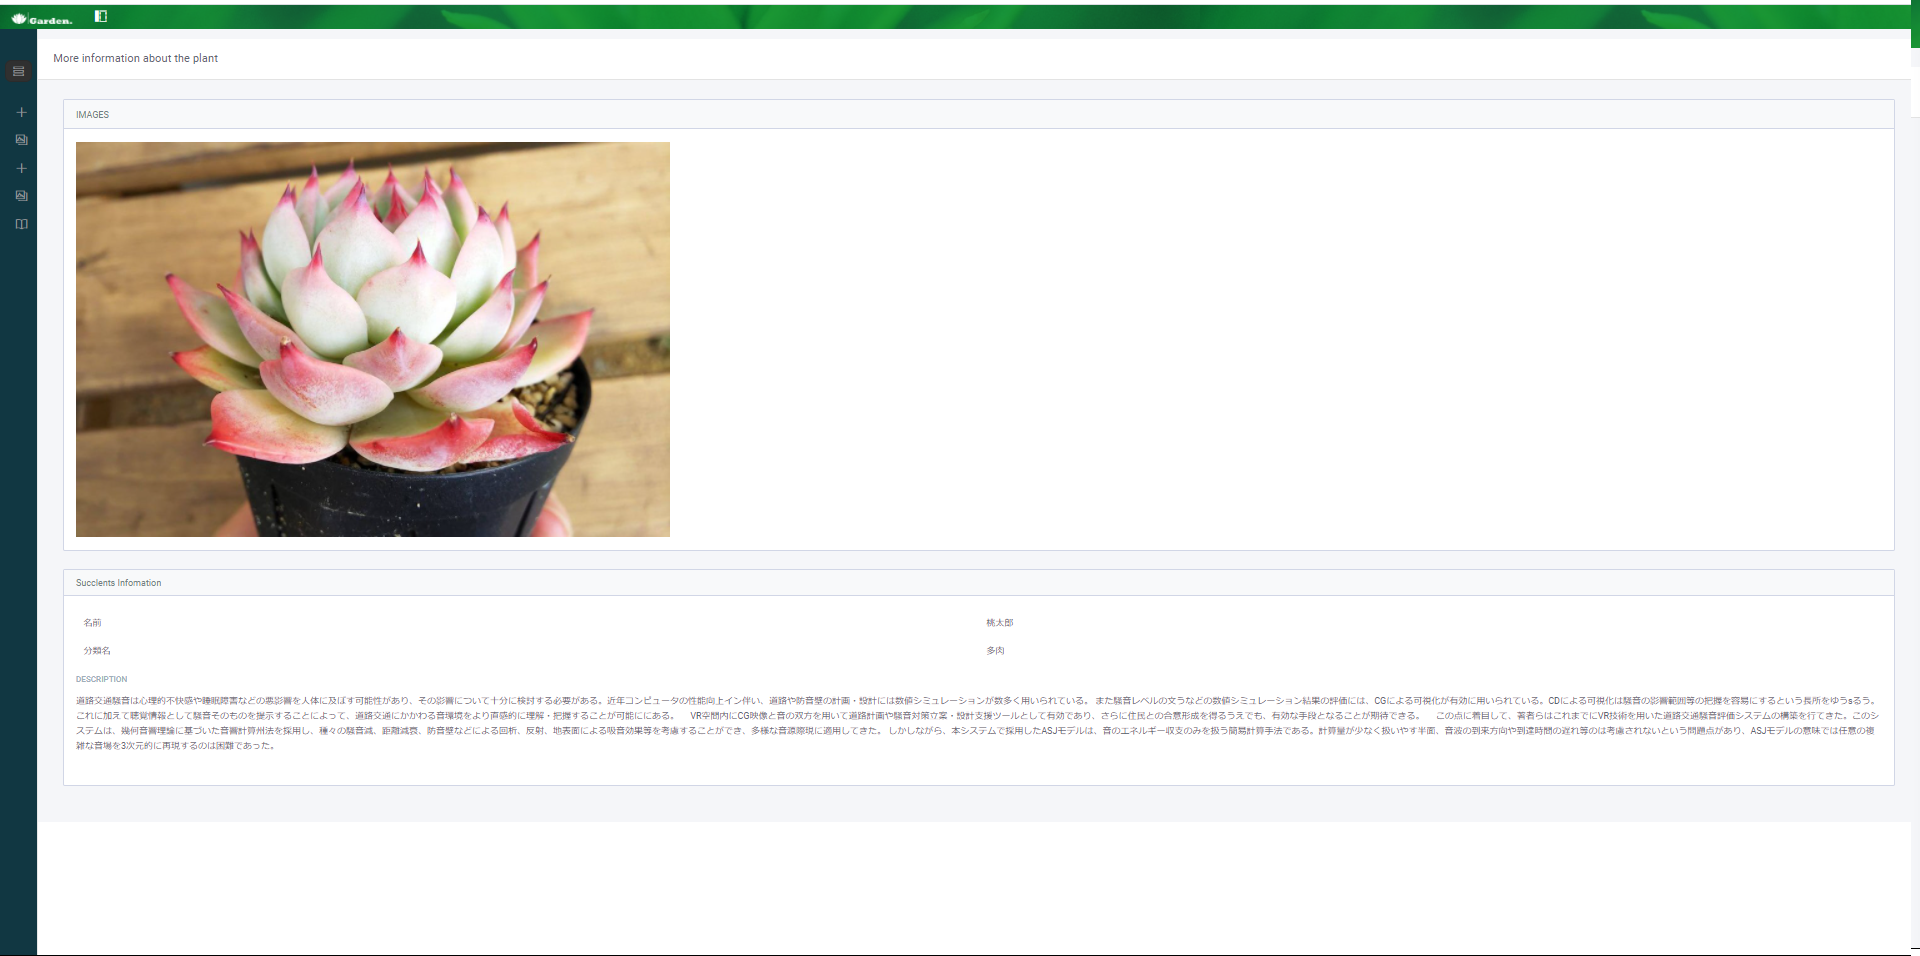 Garden.
More information about the plant
IMAGES
Succlents Infomation
名前 桃太郎
分類名 多肉
DESCRIPTION
道路交通騒音は心理的不快感や睡眠障害などの悪影響を人体に及ぼす可能性があり、その影響について十分に検討する必要がある。近年コンピュータの性能向上イン伴い、道路や防音壁の計画・設計には数値シミュレーションが数多く用いられている。 また騒音レベルの文うなどの数値シミュレーション結果の評価には、CGによる可視化が有効に用いられている。CDによる可視化は騒音の影響範囲等の把握を容易にするという長所をゆうsる。
これに加えて聴覚情報として騒音そのものを提示することによって、道路交通にかかわる音環境をより直感的に理解・把握することが可能ににある。　 VR空間内にCG映像と音の双方を用いて道路計画や騒音対策立案・設計支援ツールとして有効であり、さらに住民との合意形成を得るうえでも、有効な手段となることが期待できる。　 この点に着目して、著者らはこれまでにVR技術を用いた道路交通騒音評価システムの構築を行てきた。このシ
ステムは、幾何音響理論に基づいた音響計算州法を採用し、種々の騒音減、距離減衰、防音壁などによる回析、反射、地表面による吸音効果等を考慮することができ、多様な音源際現に適用してきた。 しかしながら、本システムで採用したASJモデルは、音のエネルギー収支のみを扱う簡易計算手法である。計算量が少なく扱いやす半面、音波の到来方向や到達時間の遅れ等のは考慮されないという問題点があり、ASJモデルの意味では任意の複
雑な音場を3次元的に再現するのは困難であった。